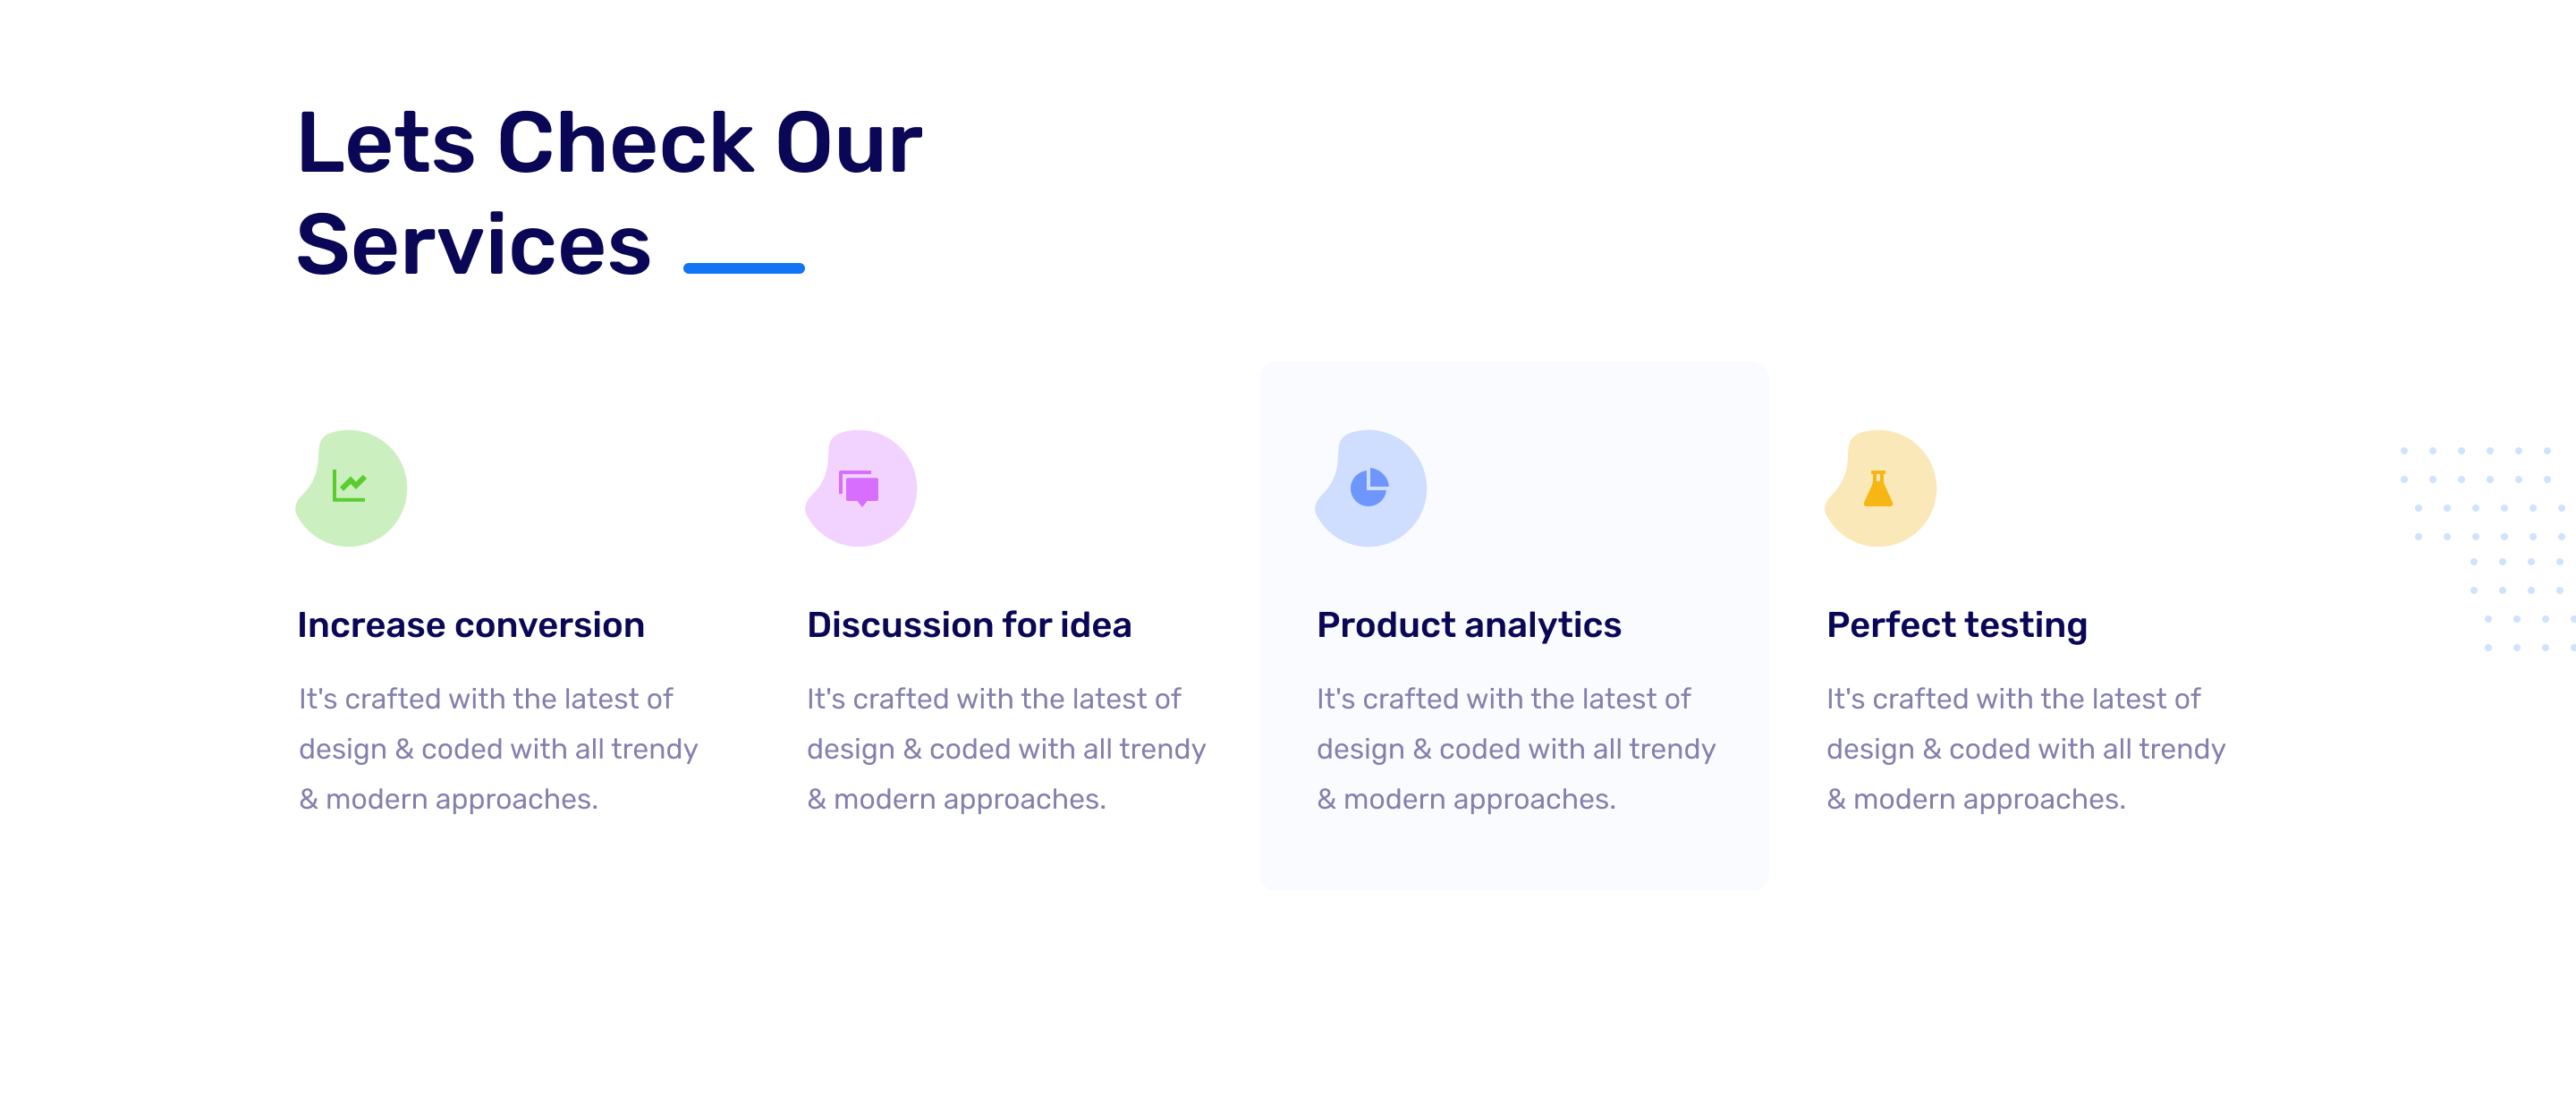 Lets Check Our
Services
Increase conversion
It's crafted with the latest of
design & coded with all trendy
& modern approaches.
Discussion for idea
It's crafted with the latest of
design & coded with all trendy
& modern approaches.
Product analytics
It's crafted with the latest of
design & coded with all trendy
& modern approaches.
Perfect testing
It's crafted with the latest of
design & coded with all trendy
& modern approaches.